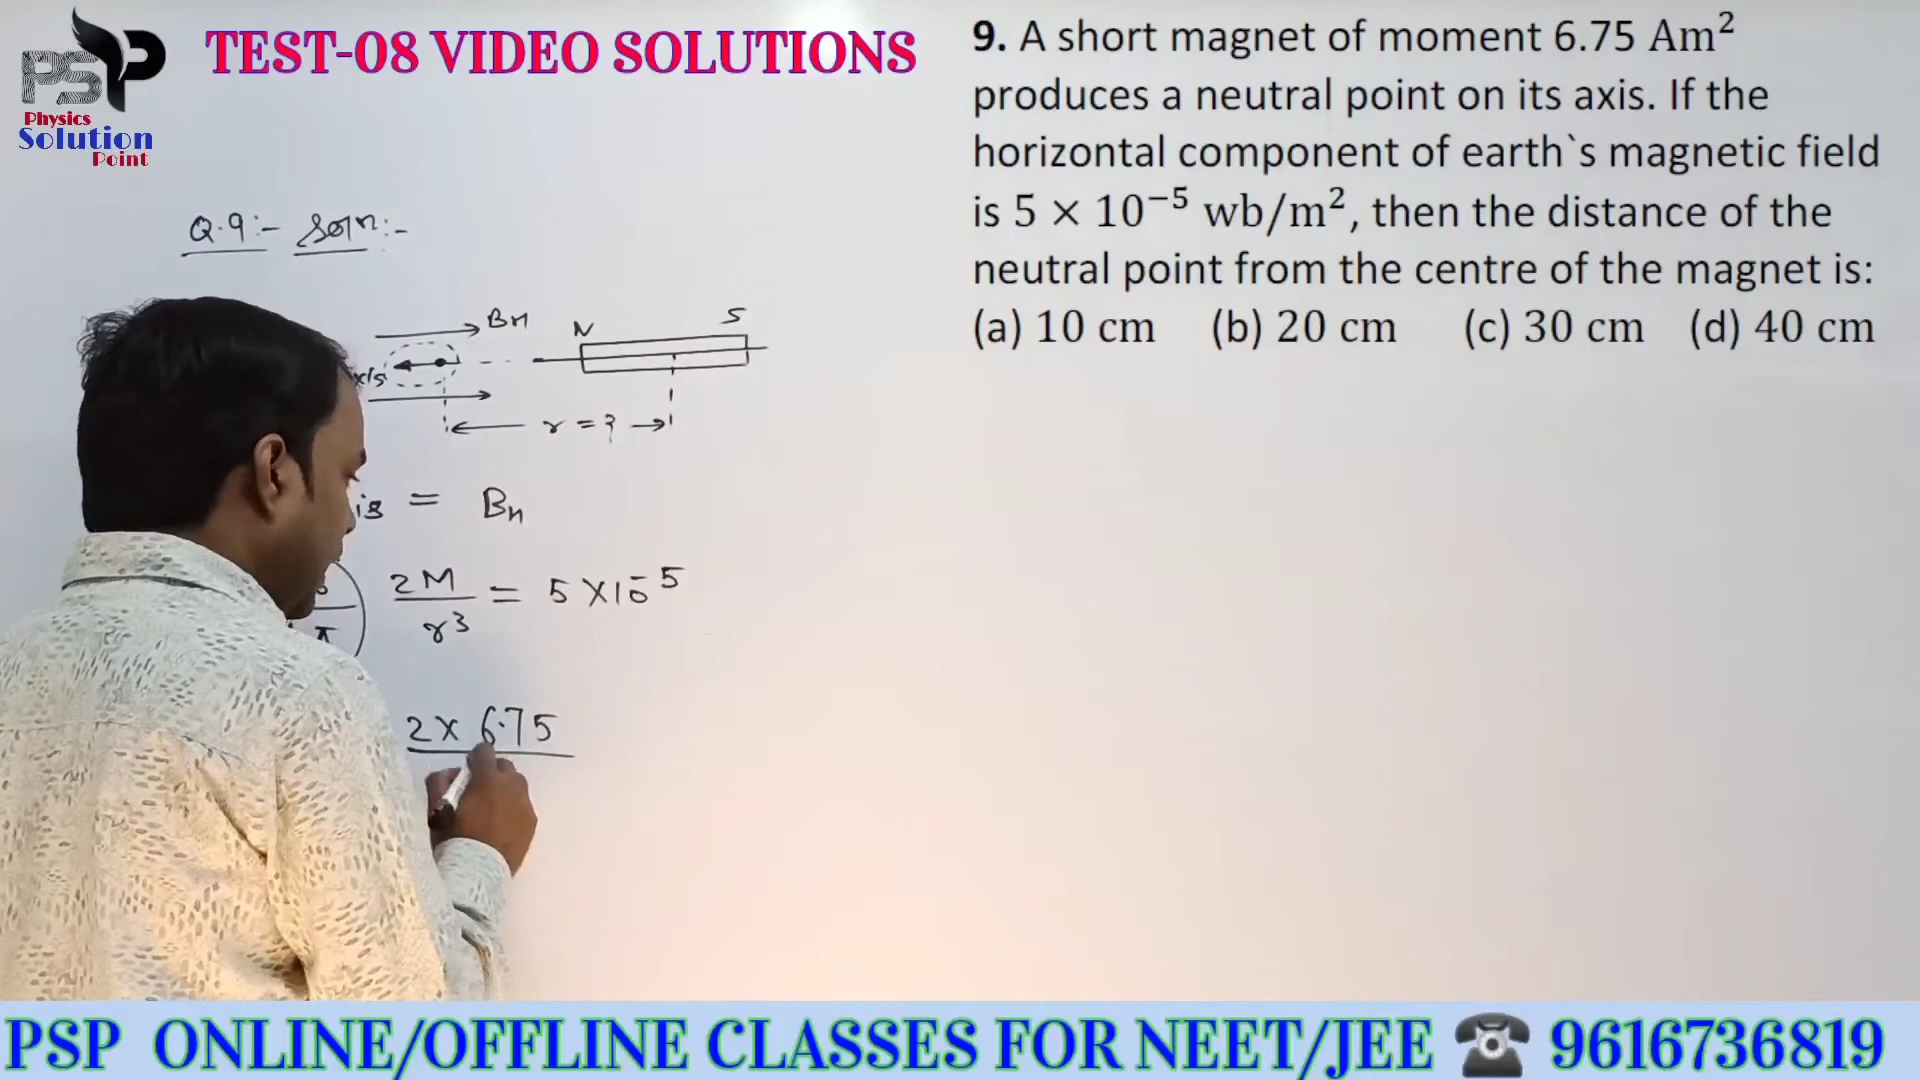 PSP
Physics
Solution
Point
TEST-08 VIDEO SOLUTIONS
9. A short magnet of moment 6.75 Am²
produces a neutral point on its axis. If the
horizontal component of earth`s magnetic field
is 5 × 10⁻⁵ wb/m², then the distance of the
neutral point from the centre of the magnet is:
(a) 10 cm (b) 20 cm (c) 30 cm (d) 40 cm
Q.9:- Soln:-
BH
N S
r = ?
is = BH
2M/r³ = 5 × 10⁻⁵
π
2 × 6.75
PSP ONLINE/OFFLINE CLASSES FOR NEET/JEE ☎ 9616736819